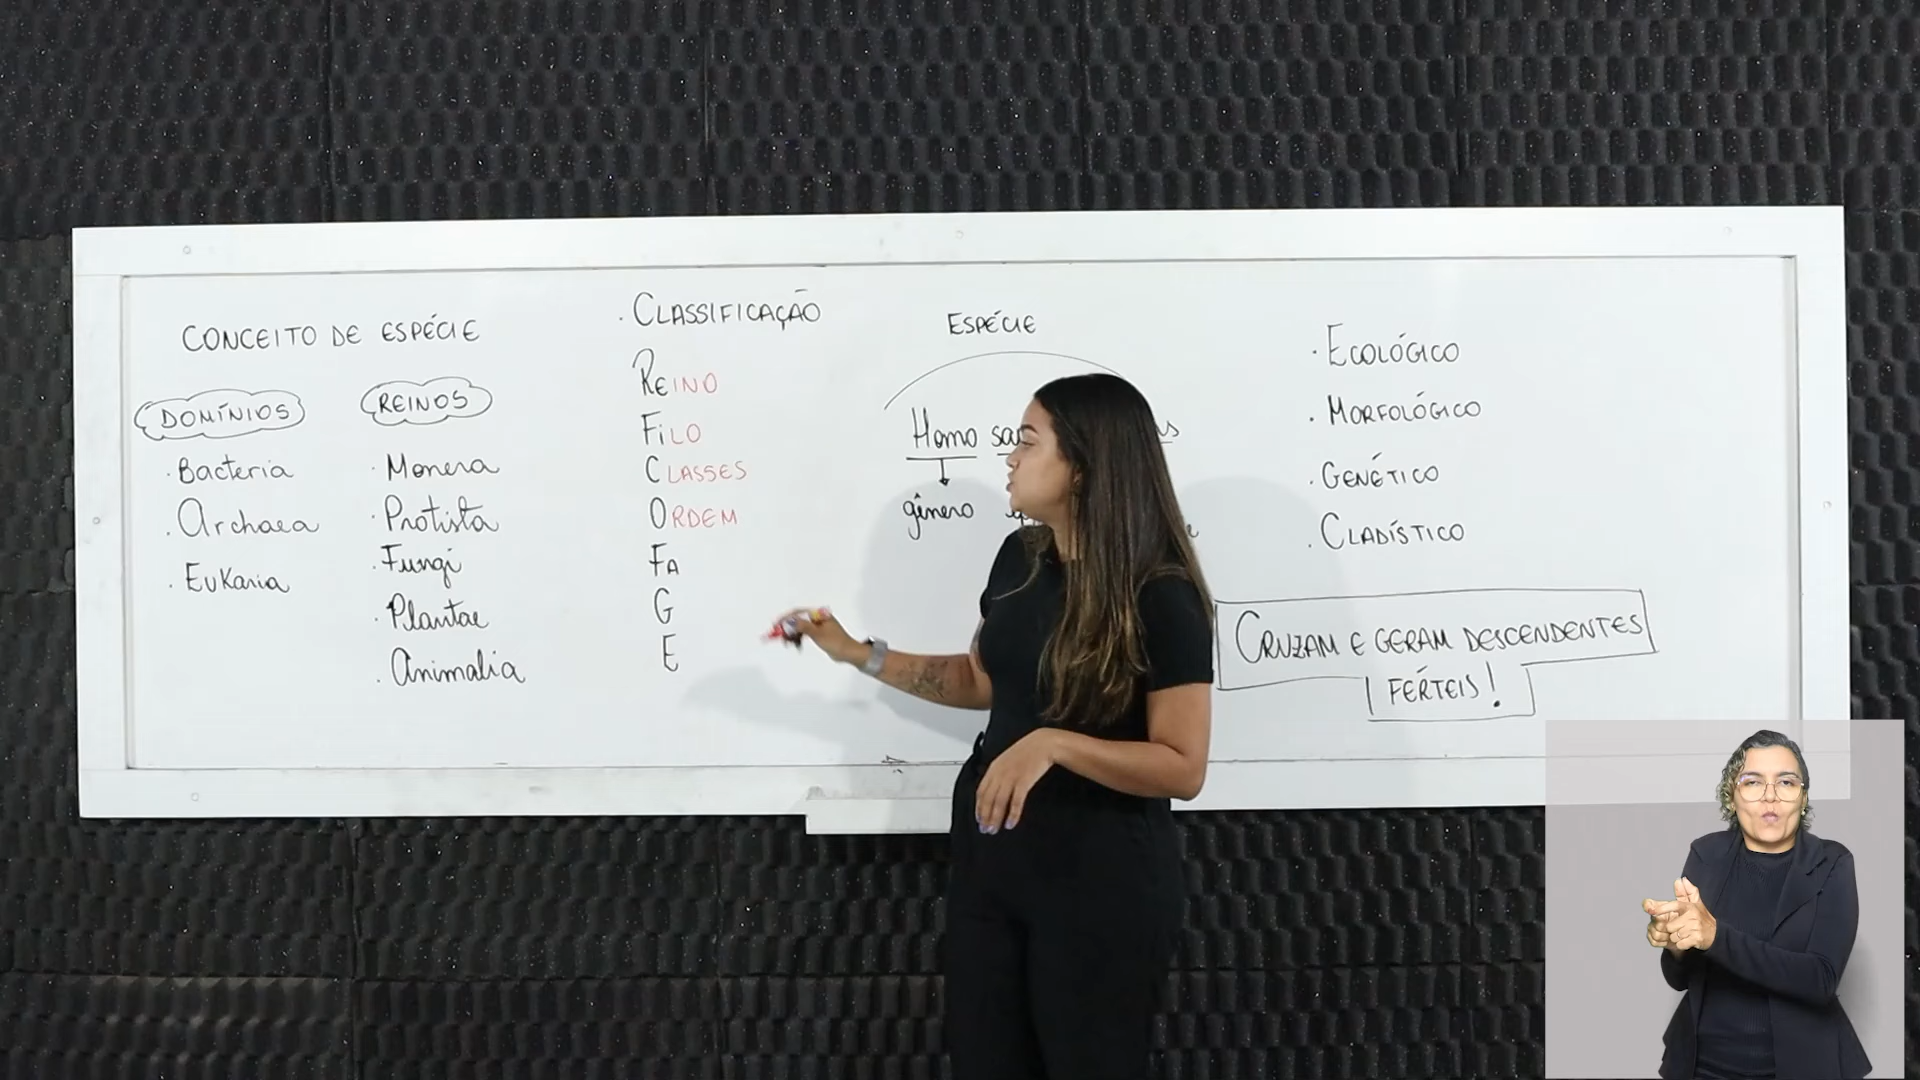 CONCEITO DE ESPÉCIE
DOMÍNIOS
· Bacteria
· Archaea
· EuKaria
REINOS
· Monera
· Protista
· Fungi
· Plantae
· Animalia
· CLASSIFICAÇÃO
REINO
FILO
CLASSES
ORDEM
FA
G
E
ESPÉCIE
Homo
gênero
· ECOLÓGICO
· MORFOLÓGICO
· GENÉTICO
· CLADÍSTICO
CRUZAM E GERAM DESCENDENTES
FÉRTEIS!